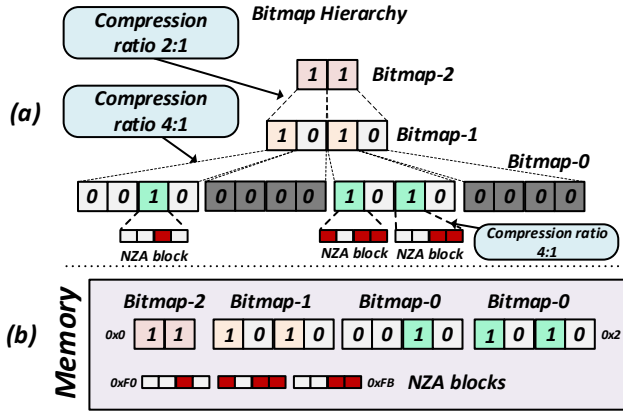 Bitmap Hierarchy
Compression
ratio 2:1
1 1 Bitmap-2
(a)
Compression
ratio 4:1
1 0 1 0 Bitmap-1
Bitmap-0
0 0 1 0 0 0 0 0 1 0 1 0 0 0 0 0
NZA block NZA block NZA block
Compression ratio
4:1
(b)
Memory
Bitmap-2 Bitmap-1 Bitmap-0 Bitmap-0
0x0 1 1 1 0 1 0 0 0 1 0 1 0 1 0 0x2
0xF0 0xFB NZA blocks